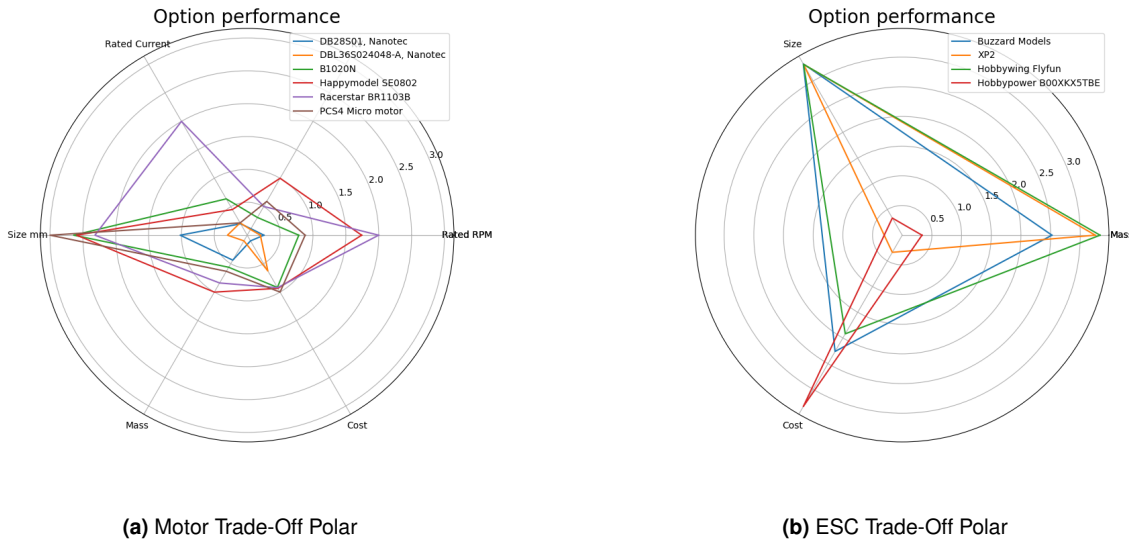 Option performance
Rated Current
DB28S01, Nanotec
DBL36S024048-A, Nanotec
B1020N
Happymodel SE0802
Racerstar BR1103B
PCS4 Micro motor
3.0
2.5
2.0
1.5
1.0
0.5
Size mm
Rated RPM
Mass
Cost
(a) Motor Trade-Off Polar
Option performance
Size
Buzzard Models
XP2
Hobbywing Flyfun
Hobbypower B00XKX5TBE
3.0
2.5
2.0
1.5
1.0
0.5
Mass
Cost
(b) ESC Trade-Off Polar